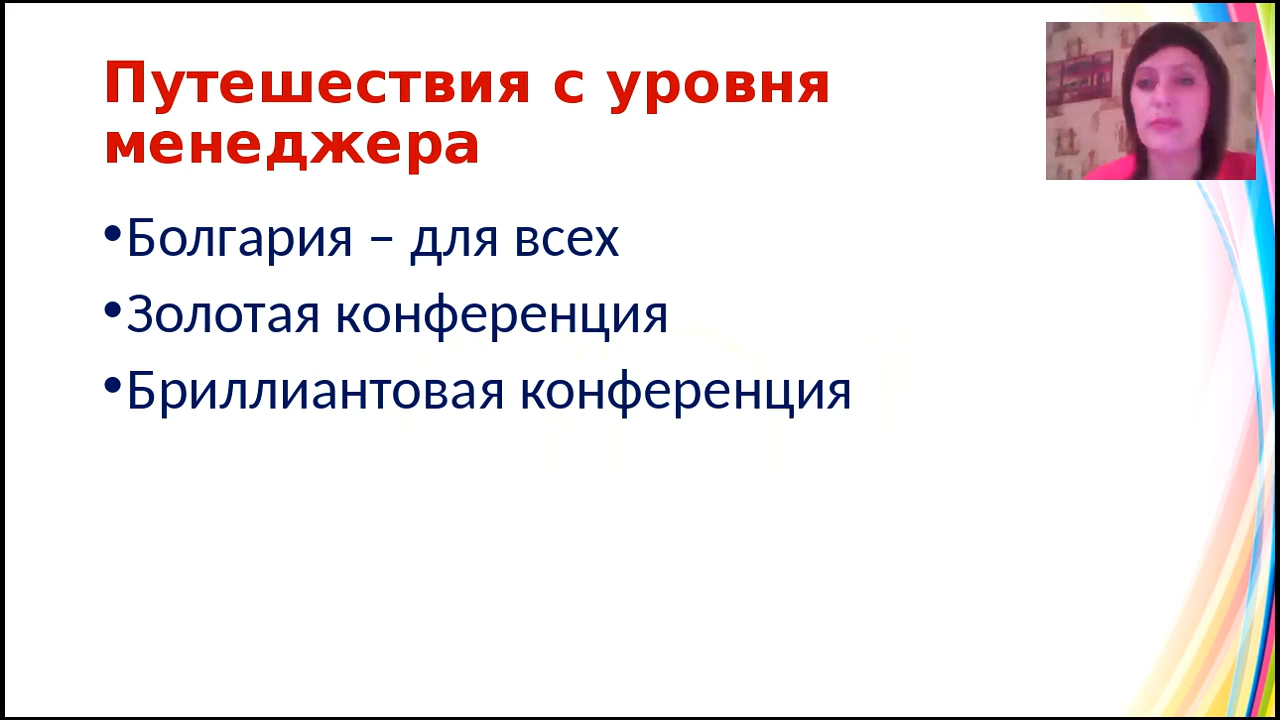 Путешествия с уровня
менеджера
•Болгария – для всех
•Золотая конференция
•Бриллиантовая конференция